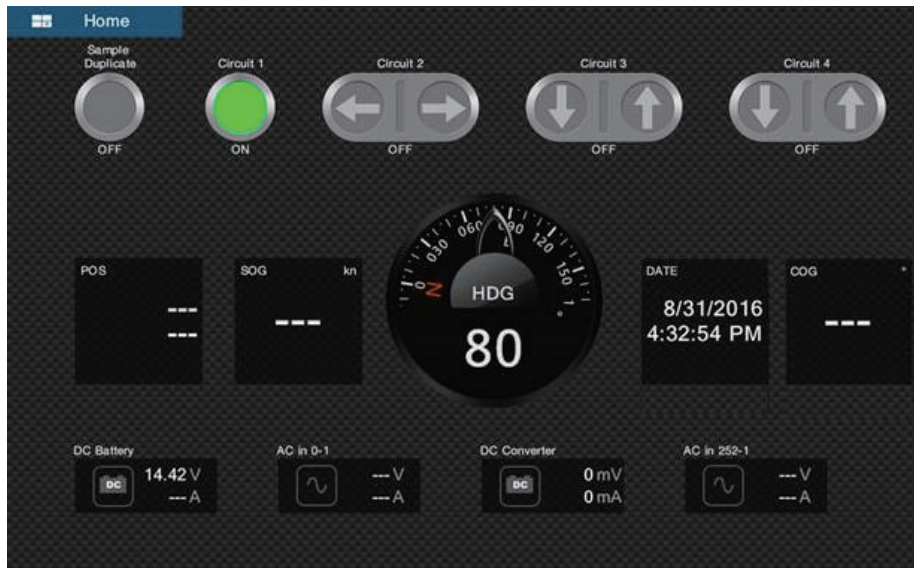 Home
Sample
Duplicate
Circuit 1
Circuit 2
Circuit 3
Circuit 4
OFF
ON
OFF
OFF
OFF
POS
---
---
SOG kn
---
0 030 060 090 120 150
N
HDG
80
DATE
8/31/2016
4:32:54 PM
COG °
---
DC Battery
DC
14.42 V
--- A
AC in 0-1
--- V
--- A
DC Converter
DC
0 mV
0 mA
AC in 252-1
--- V
--- A